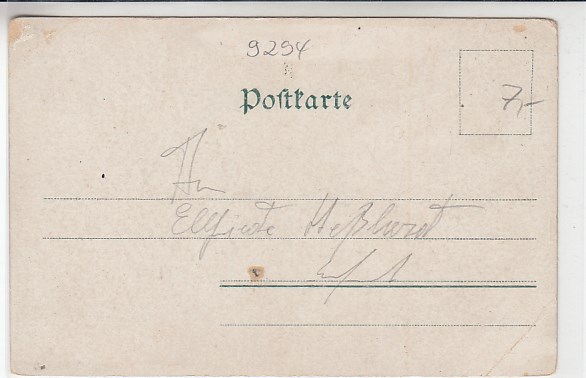 9294
Postkarte
7,-
An
Elfriede